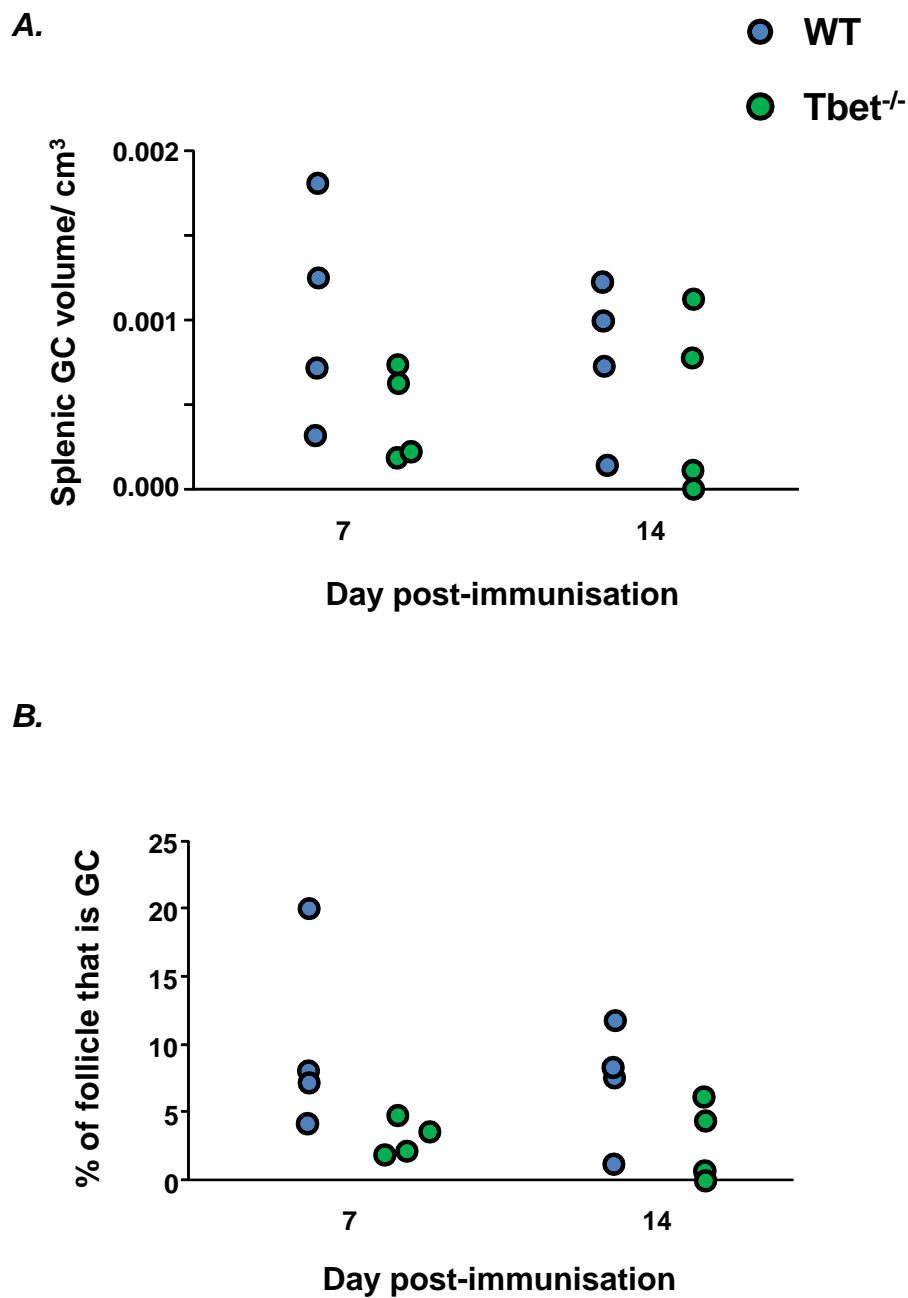 A.
WT
Tbet-/-
Splenic GC volume/ cm3
0.002
0.001
0.000
7
14
Day post-immunisation
B.
% of follicle that is GC
25
20
15
10
5
0
7
14
Day post-immunisation